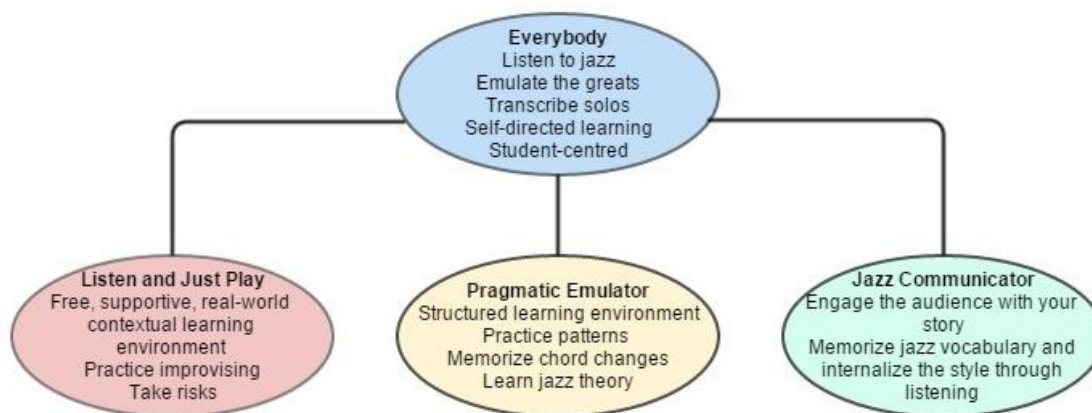 Everybody
Listen to jazz
Emulate the greats
Transcribe solos
Self-directed learning
Student-centred
Listen and Just Play
Free, supportive, real-world
contextual learning
environment
Practice improvising
Take risks
Pragmatic Emulator
Structured learning environment
Practice patterns
Memorize chord changes
Learn jazz theory
Jazz Communicator
Engage the audience with your
story
Memorize jazz vocabulary and
internalize the style through
listening